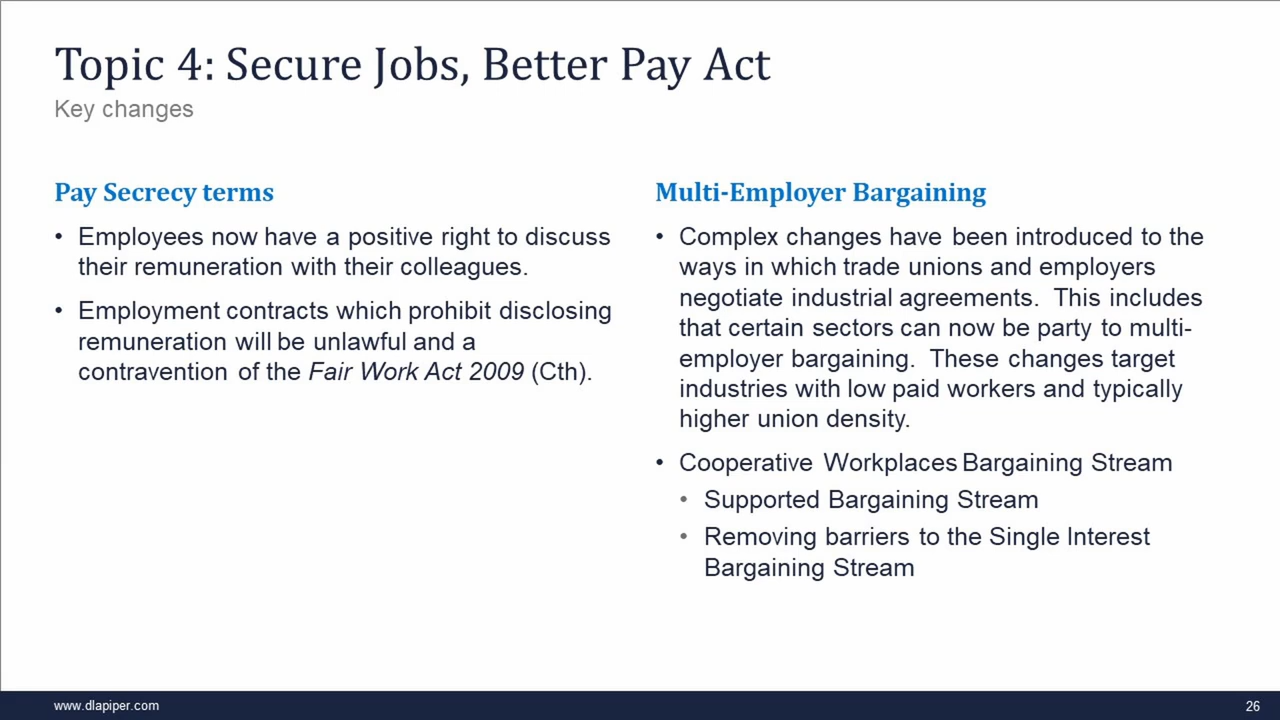 Topic 4: Secure Jobs, Better Pay Act
Key changes
Pay Secrecy terms
• Employees now have a positive right to discuss
their remuneration with their colleagues.
• Employment contracts which prohibit disclosing
remuneration will be unlawful and a
contravention of the Fair Work Act 2009 (Cth).
Multi-Employer Bargaining
• Complex changes have been introduced to the
ways in which trade unions and employers
negotiate industrial agreements. This includes
that certain sectors can now be party to multi-
employer bargaining. These changes target
industries with low paid workers and typically
higher union density.
• Cooperative Workplaces Bargaining Stream
• Supported Bargaining Stream
• Removing barriers to the Single Interest
Bargaining Stream
www.dlapiper.com
26